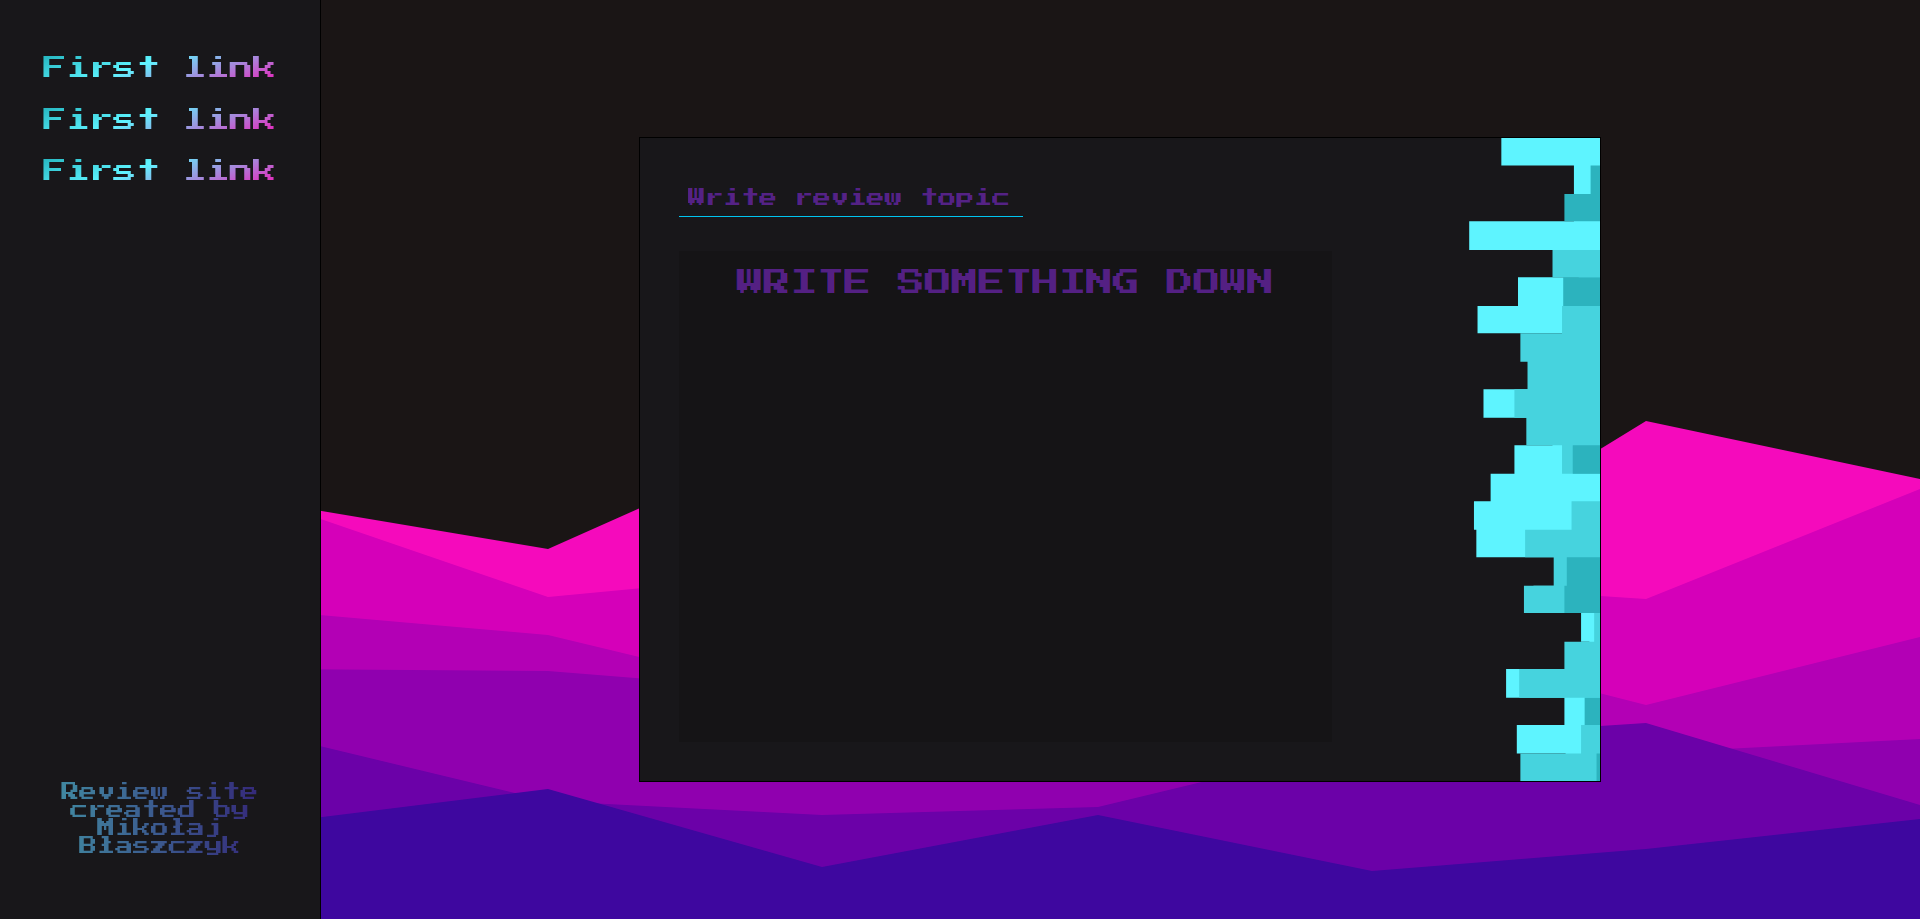 First link
First link
First link
Write review topic
WRITE SOMETHING DOWN
Review site
created by
Mikołaj
Błaszczyk